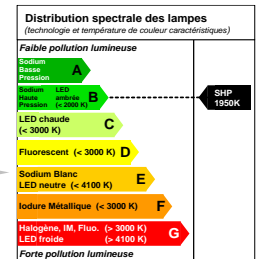 Distribution spectrale des lampes
(technologie et température de couleur caractéristiques)
Faible pollution lumineuse
Sodium
Basse
Pression
A
Sodium LED
Haute ambrée
Pression (< 2000 K)
B
SHP
1950K
LED chaude
(< 3000 K)
C
Fluorescent (< 3000 K) D
Sodium Blanc
LED neutre (< 4100 K)
E
Iodure Métallique (< 3000 K) F
Halogène, IM, Fluo. (> 3000 K)
LED froide (> 4100 K)
G
Forte pollution lumineuse